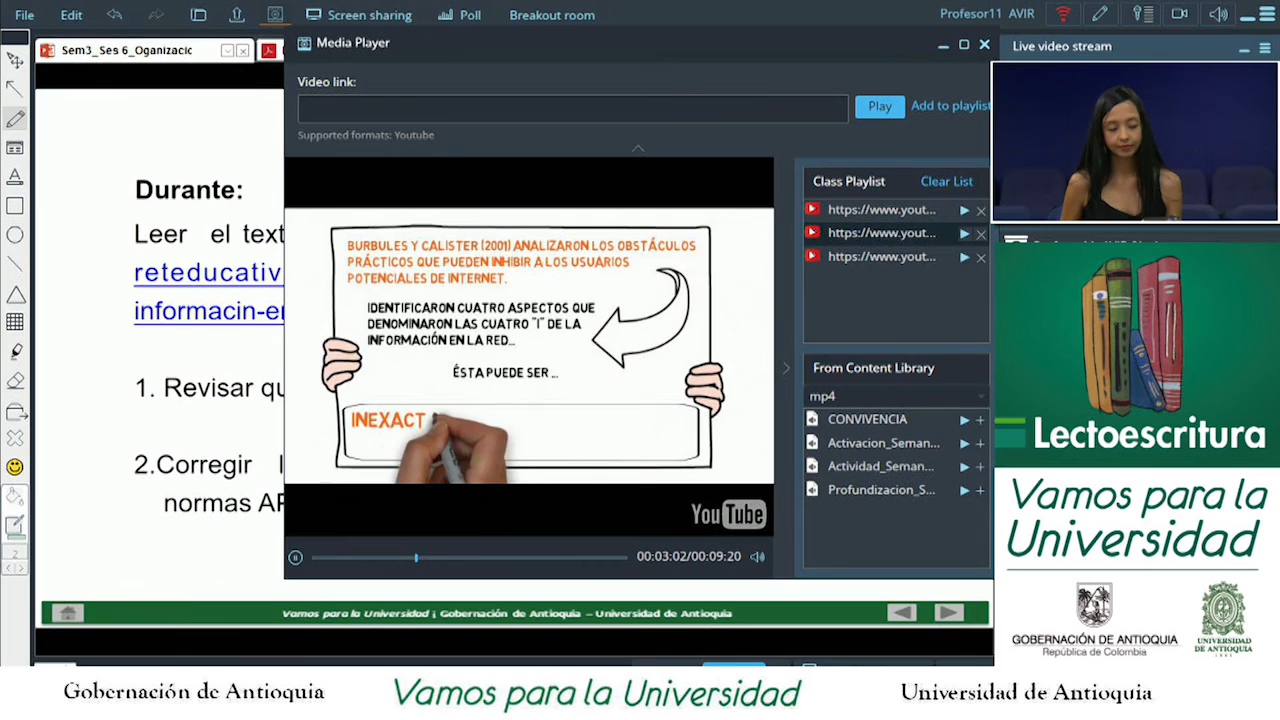 File
Edit
Screen sharing
Poll
Breakout room
Profesor11 AVIR
Sem3_Ses 6_Oganizacic
Media Player
Live video stream
Video link:
Play
Add to playlist
Supported formats: Youtube
Durante:
Leer el text
reteducativ
informacin-en
1. Revisar qu
2.Corregir
normas AP
BURBULES Y CALISTER (2001) ANALIZARON LOS OBSTÁCULOS
PRÁCTICOS QUE PUEDEN INHIBIR A LOS USUARIOS
POTENCIALES DE INTERNET.
IDENTIFICARON CUATRO ASPECTOS QUE
DENOMINARON LAS CUATRO "I" DE LA
INFORMACIÓN EN LA RED...
ÉSTA PUEDE SER ...
INEXACT
YouTube
00:03:02/00:09:20
Class Playlist
Clear List
https://www.yout...
https://www.yout...
https://www.yout...
From Content Library
mp4
CONVIVENCIA
Activacion_Seman...
Actividad_Seman...
Profundizacion_S...
2
Vamos para la Universidad ¡ Gobernación de Antioquia – Universidad de Antioquia
Lectoescritura
Vamos para la
Universidad
GOBERNACIÓN DE ANTIOQUIA
República de Colombia
UNIVERSIDAD
DE ANTIOQUIA
Gobernación de Antioquia
Vamos para la Universidad
Universidad de Antioquia